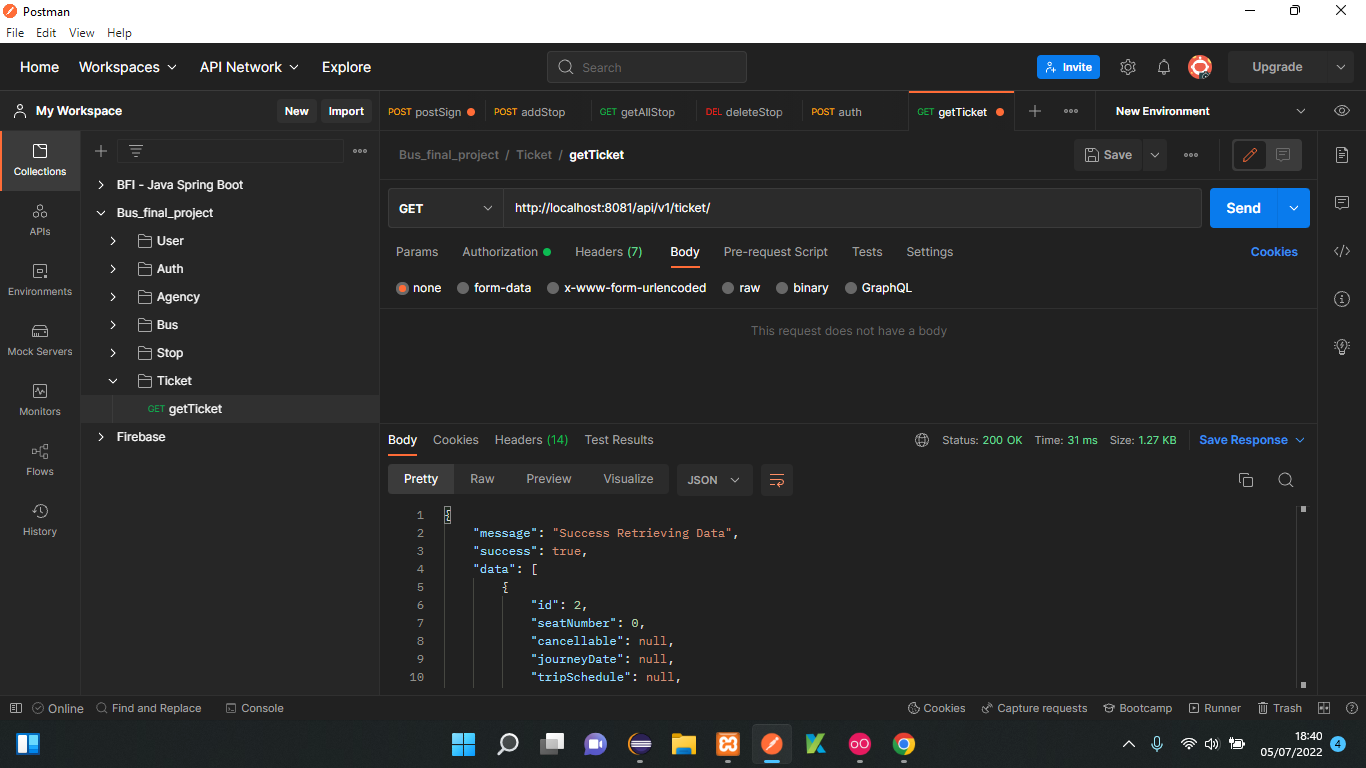 Postman
File Edit View Help
Home Workspaces API Network Explore Search Invite Upgrade
My Workspace New Import POST postSign POST addStop GET getAllStop DEL deleteStop POST auth GET getTicket New Environment
Bus_final_project / Ticket / getTicket Save
Collections
APIs
Environments
Mock Servers
Monitors
Flows
History
BFI - Java Spring Boot
Bus_final_project
User
Auth
Agency
Bus
Stop
Ticket
GET getTicket
Firebase
GET http://localhost:8081/api/v1/ticket/ Send
Params Authorization Headers (7) Body Pre-request Script Tests Settings Cookies
none form-data x-www-form-urlencoded raw binary GraphQL
This request does not have a body
Body Cookies Headers (14) Test Results Status: 200 OK Time: 31 ms Size: 1.27 KB Save Response
Pretty Raw Preview Visualize JSON
1 {
2 "message": "Success Retrieving Data",
3 "success": true,
4 "data": [
5 {
6 "id": 2,
7 "seatNumber": 0,
8 "cancellable": null,
9 "journeyDate": null,
10 "tripSchedule": null,
Online Find and Replace Console Cookies Capture requests Bootcamp Runner Trash
18:40
05/07/2022 4